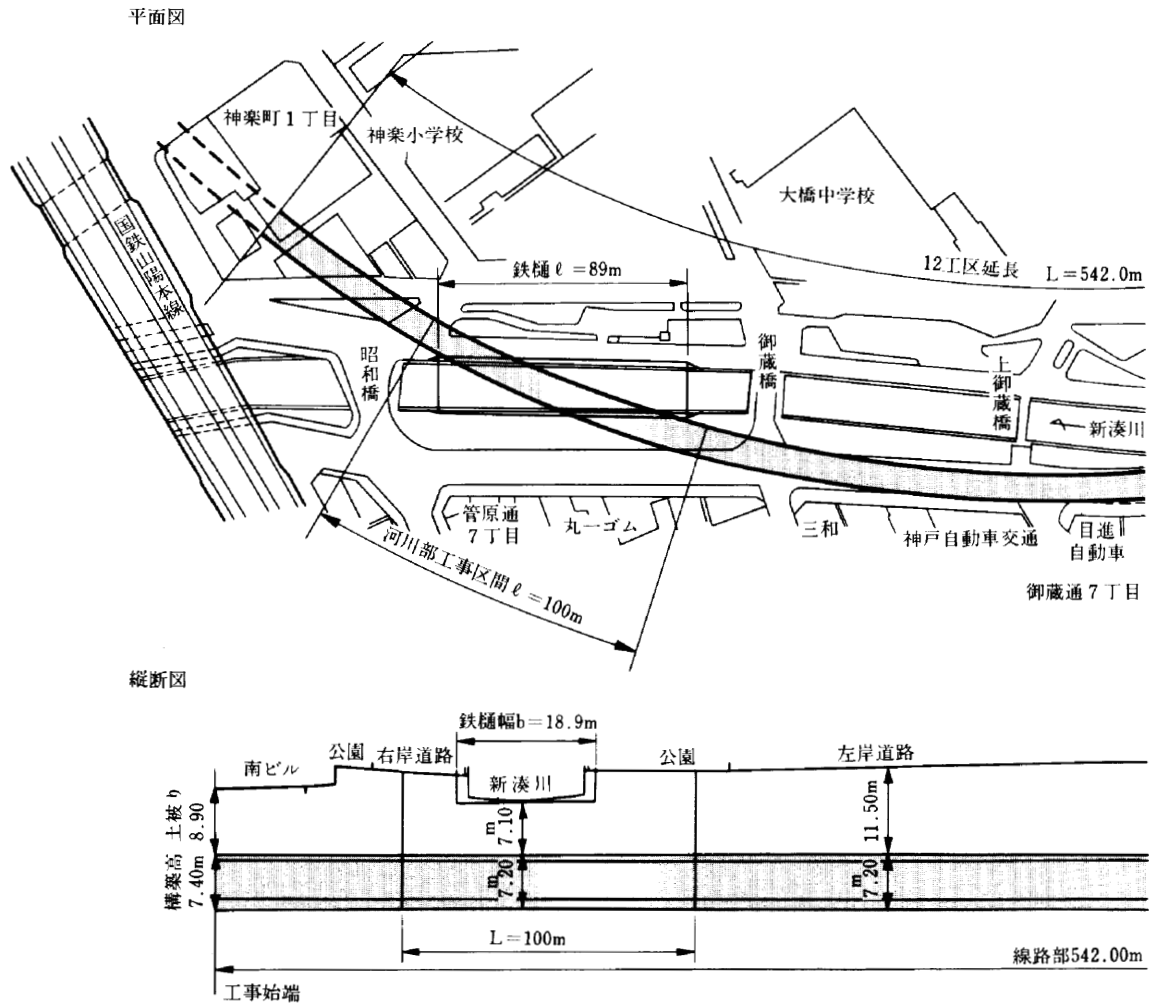 平面図
神楽町1丁目
神楽小学校
大橋中学校
国鉄山陽本線
鉄樋ℓ=89m
12工区延長 L=542.0m
昭和橋
御蔵橋
上御蔵橋
新湊川
管原通
7丁目
丸一ゴム
三和
神戸自動車交通
目進
自動車
河川部工事区間ℓ=100m
御蔵通7丁目
縦断図
鉄樋幅b=18.9m
南ビル
公園
右岸道路
新湊川
公園
左岸道路
土被り
8.90
7.10m
11.50m
構築高
7.40m
7.20m
7.20m
L=100m
線路部542.00m
工事始端